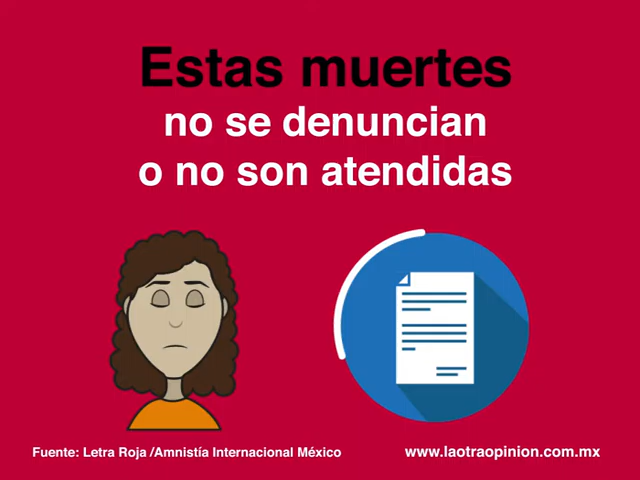 Estas muertes
no se denuncian
o no son atendidas
Fuente: Letra Roja /Amnistía Internacional México
www.laotraopinion.com.mx